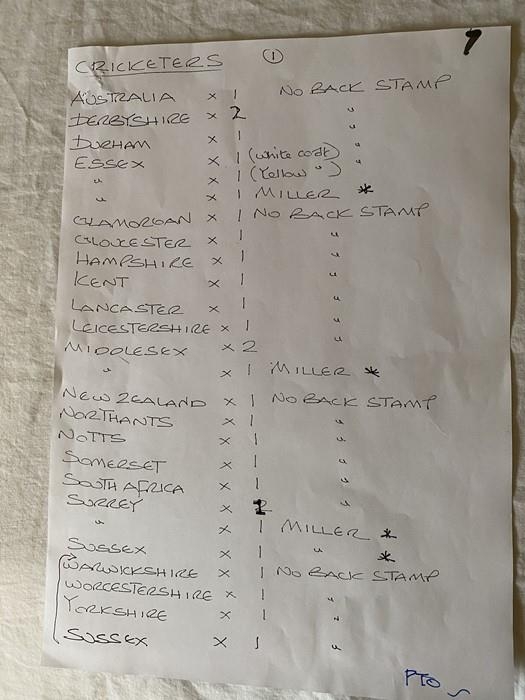 CRICKETERS ①
AUSTRALIA × 1 NO BACK STAMP
DERBYSHIRE × 2 "
DURHAM × 1 "
ESSEX × 1 (White coat) "
" × 1 (Yellow ")
" × 1 MILLER *
GLAMORGAN × 1 NO BACK STAMP
GLOUCESTER × 1 "
HAMPSHIRE × 1 "
KENT × 1 "
LANCASTER × 1 "
LEICESTERSHIRE × 1 "
MIDDLESEX × 2 "
" × 1 MILLER *
NEW ZEALAND × 1 NO BACK STAMP
NORTHANTS × 1 "
NOTTS × 1 "
SOMERSET × 1 "
SOUTH AFRICA × 1 "
SURREY × "
" × 1 MILLER *
SUSSEX × 1 " *
WARWICKSHIRE × 1 NO BACK STAMP
WORCESTERSHIRE × 1 "
YORKSHIRE × 1 "
SUSSEX × 1 "
PTO